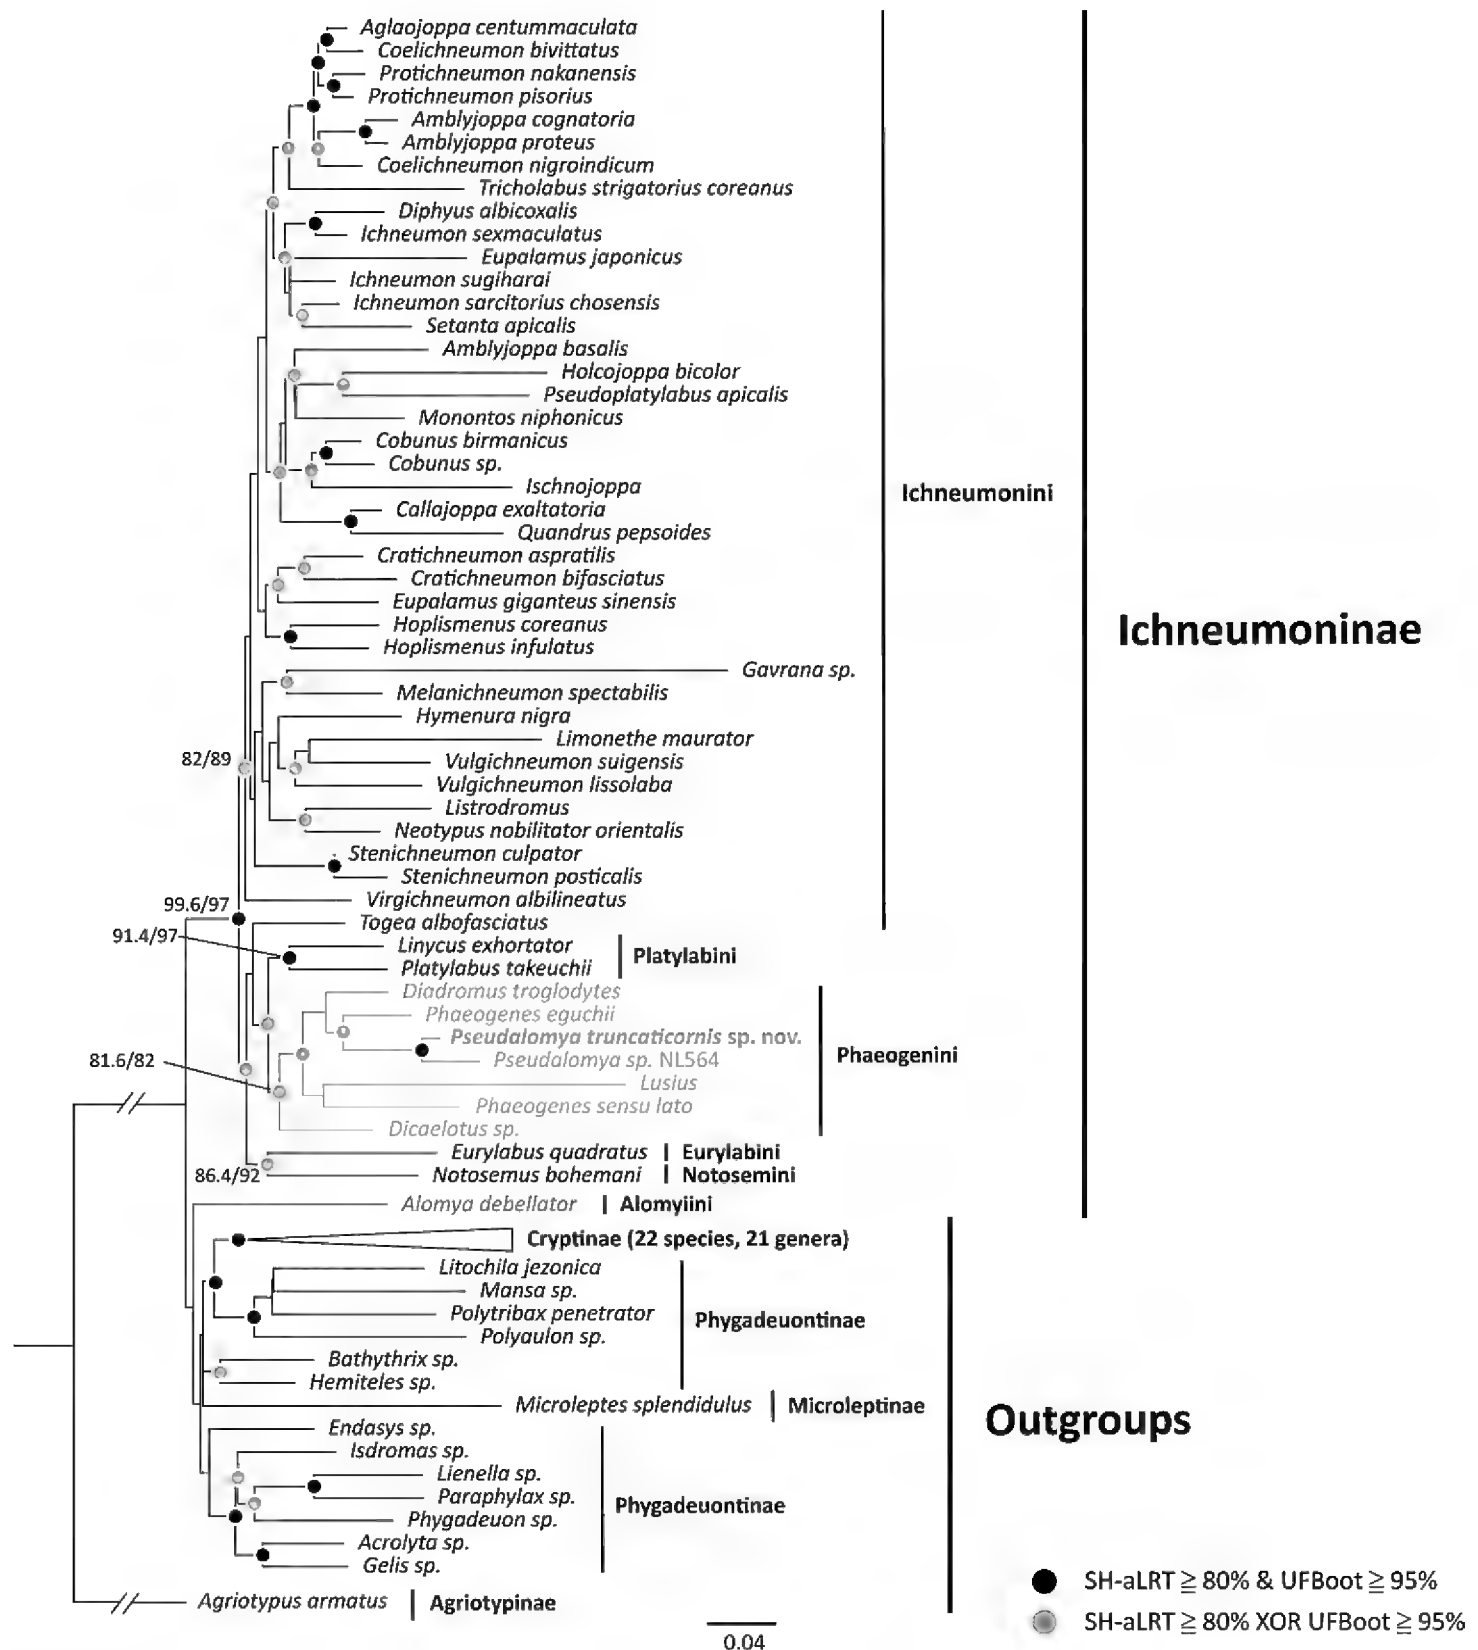 Aglaojoppa centummaculata
Coelichneumon bivittatus
Protichneumon nakanensis
Protichneumon pisorius
Amblyjoppa cognatoria
Amblyjoppa proteus
Coelichneumon nigroindicum
Tricholabus strigatorius coreanus
Diphyus albicoxalis
Ichneumon sexmaculatus
Eupalamus japonicus
Ichneumon sugiharai
Ichneumon sarcitorius chosensis
Setanta apicalis
Amblyjoppa basalis
Holcojoppa bicolor
Pseudoplatylabus apicalis
Monontos niphonicus
Cobunus birmanicus
Cobunus sp.
Ischnojoppa
Ichneumonini
Callajoppa exaltatoria
Quandrus pepsoides
Cratichneumon aspratilis
Cratichneumon bifasciatus
Eupalamus giganteus sinensis
Hoplismenus coreanus
Ichneumoninae
Hoplismenus infulatus
Gavrana sp.
Melanichneumon spectabilis
Hymenura nigra
Limonethe maurator
82/89
Vulgichneumon suigensis
Vulgichneumon lissolaba
Listrodromus
Neotypus nobilitator orientalis
Stenichneumon culpator
Stenichneumon posticalis
Virgichneumon albilineatus
99.6/97
Togea albofasciatus
91.4/97
Linycus exhortator
Platylabini
Platylabus takeuchii
Diadromus troglodytes
Phaeogenes eguchii
Pseudalomya truncaticornis sp. nov.
Phaeogenini
81.6/82
Pseudalomya sp. NL564
Lusius
Phaeogenes sensu lato
Dicaelotus sp.
Eurylabus quadratus Eurylabini
86.4/92
Notosemus bohemani Notosemini
Alomya debellator Alomyiini
Cryptinae (22 species, 21 genera)
Litochila jezonica
Mansa sp.
Polytribax penetrator
Phygadeuontinae
Polyaulon sp.
Bathythrix sp.
Hemiteles sp.
Microleptes splendidulus Microleptinae
Outgroups
Endasys sp.
Isdromas sp.
Lienella sp.
Paraphylax sp.
Phygadeuontinae
Phygadeuon sp.
Acrolyta sp.
Gelis sp.
SH-aLRT ≧ 80% & UFBoot ≧ 95%
Agriotypus armatus Agriotypinae
SH-aLRT ≧ 80% XOR UFBoot ≧ 95%
0.04